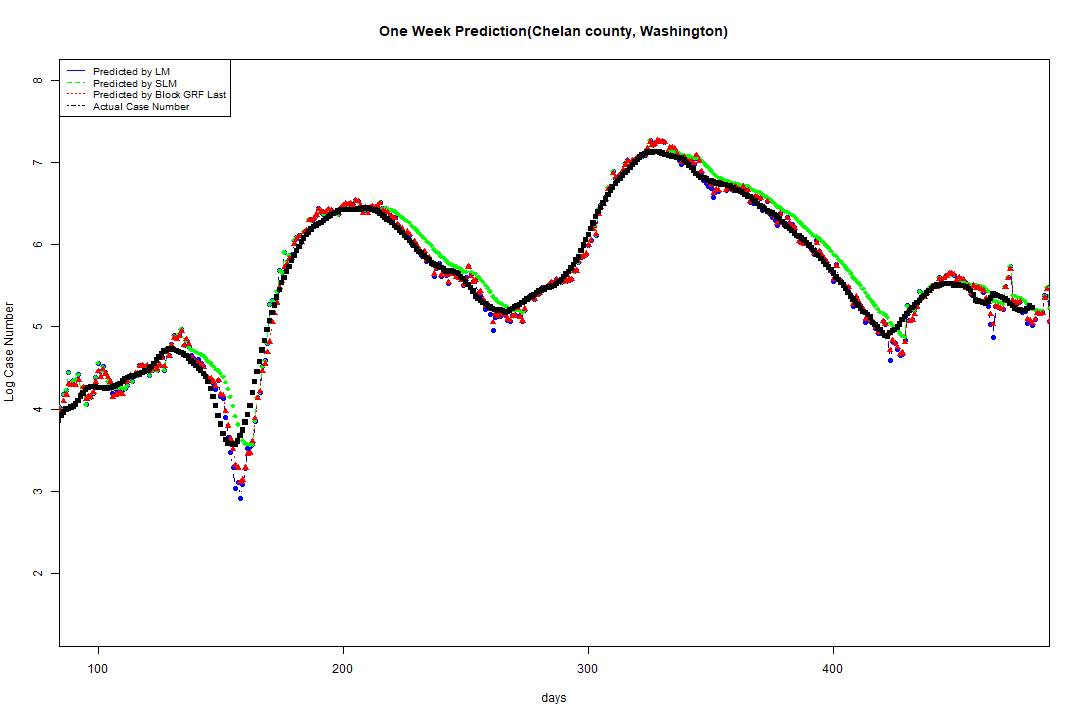 One Week Prediction(Chelan county, Washington)
Predicted by LM
Predicted by SLM
Predicted by Block GRF Last
Actual Case Number
8
7
6
5
4
3
2
Log Case Number
100 200 300 400
days